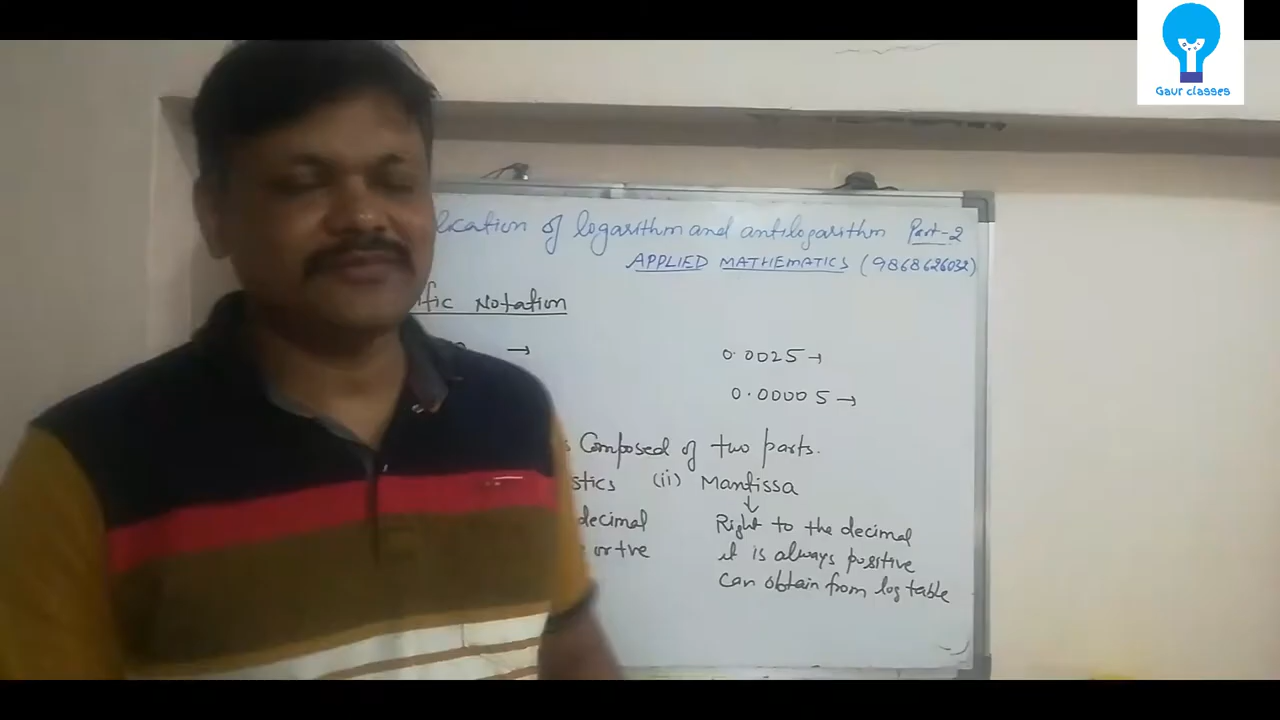 Gaur classes
lication of logarithm and antilogarithm Part-2
APPLIED MATHEMATICS (9868626032)
ific Notation
→
0.0025 →
0.00005 →
s Composed of two parts.
stics (ii) Mantissa
↓
decimal Right to the decimal
or +ve it is always positive
can obtain from log table